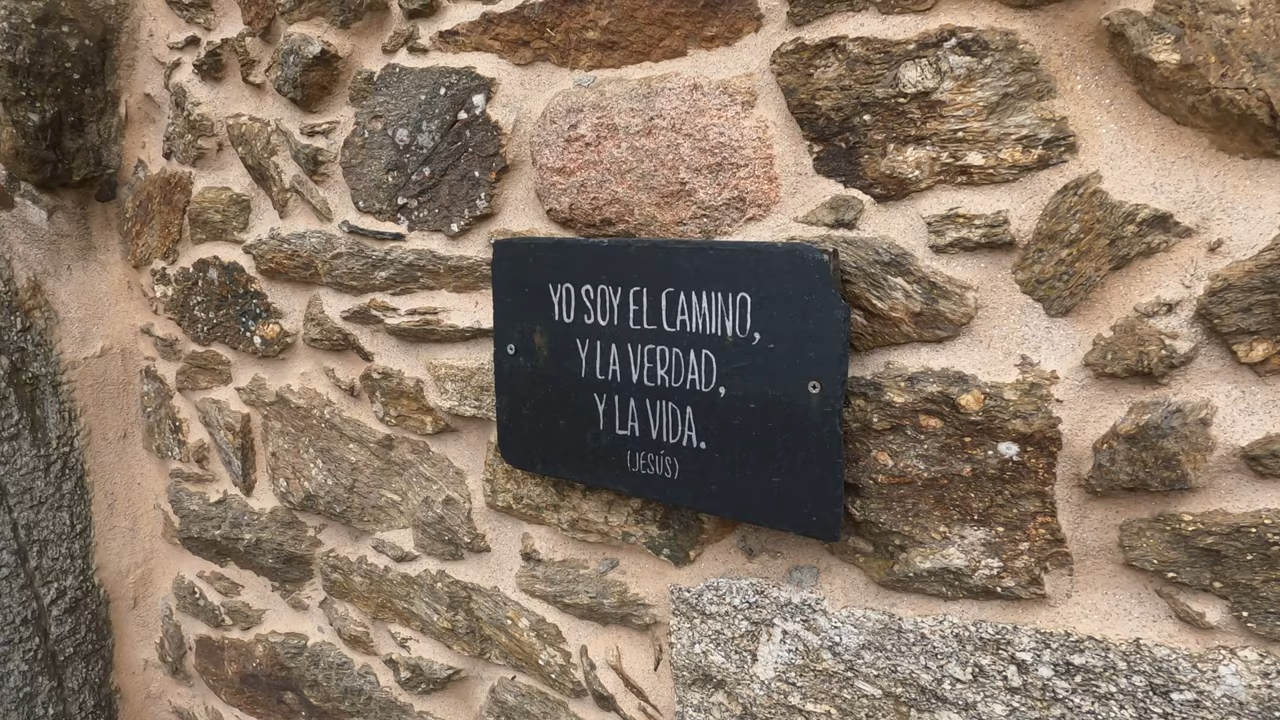 YO SOY EL CAMINO,
Y LA VERDAD,
Y LA VIDA.
(JESÚS)